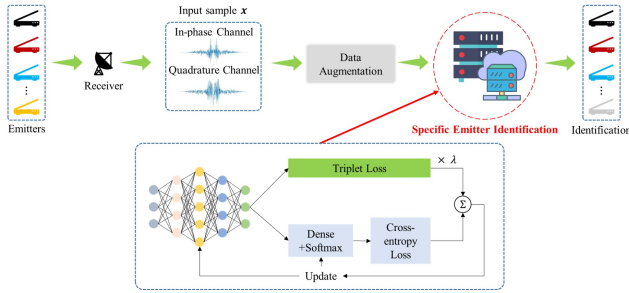 Input sample x
In-phase Channel
Quadrature Channel
Receiver
Data
Augmentation
Emitters
Specific Emitter Identification
Identification
Triplet Loss
× λ
Σ
Dense
+Softmax
Cross-
entropy
Loss
Update